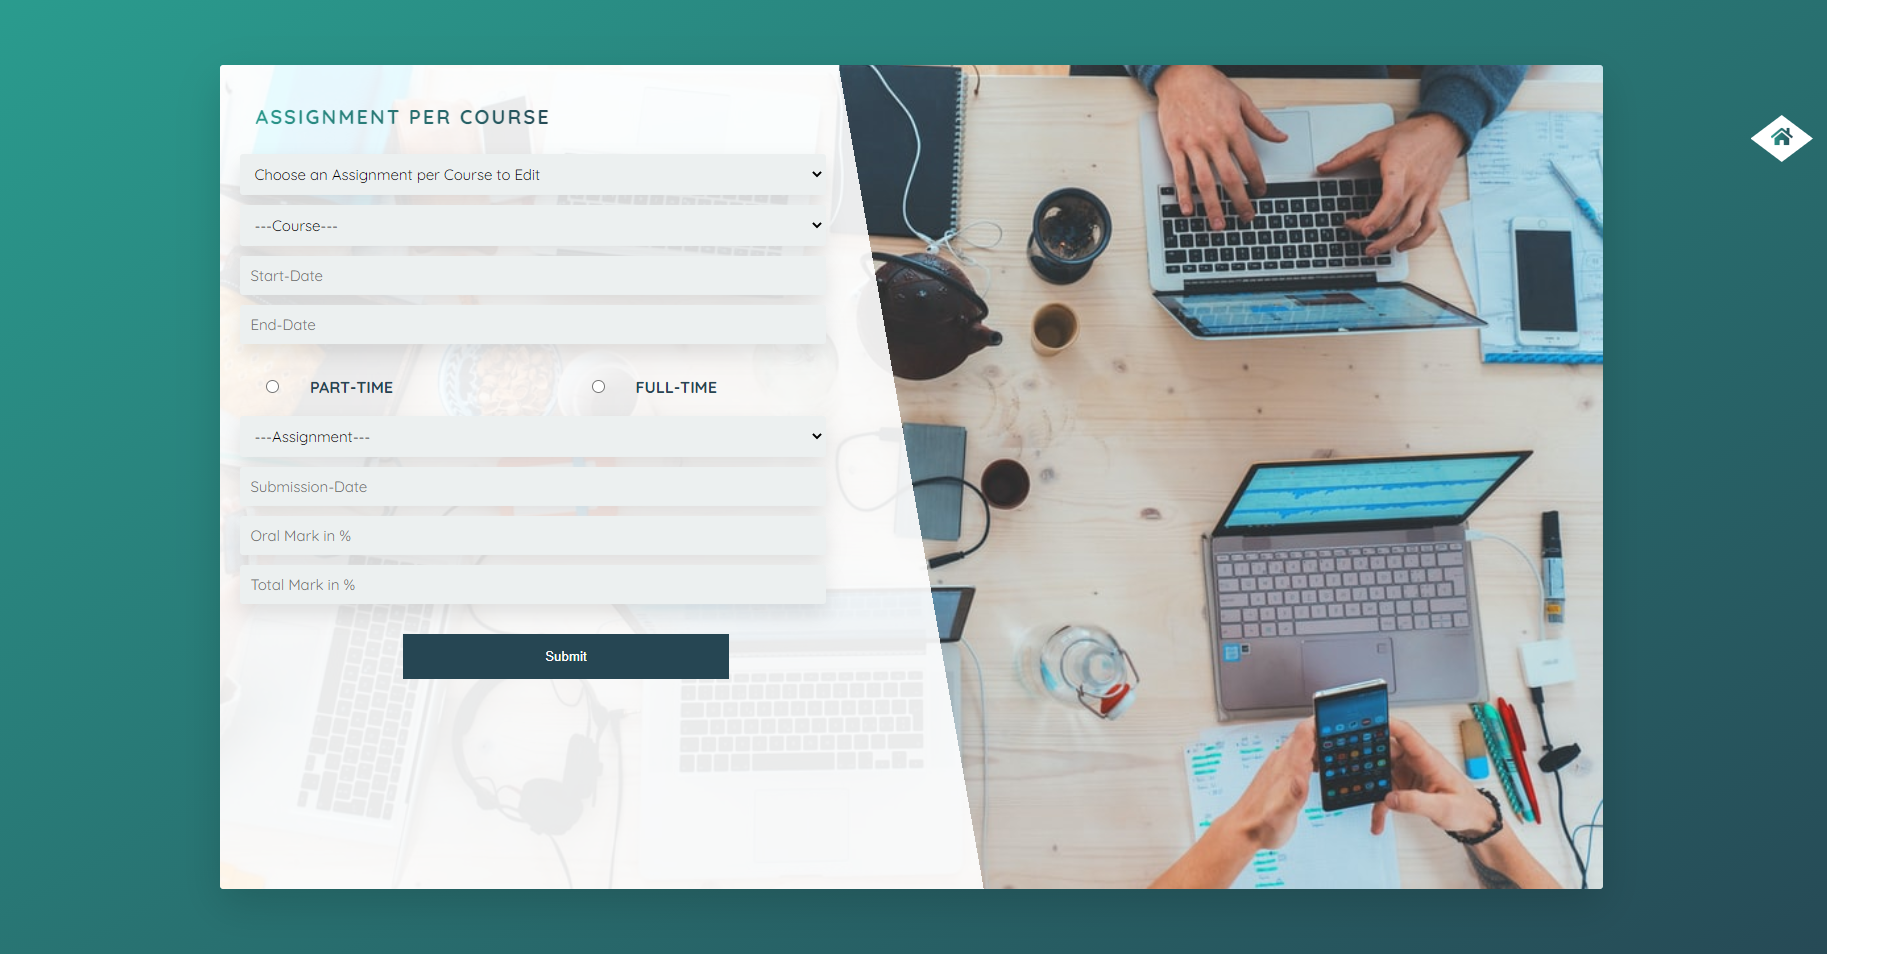 ASSIGNMENT PER COURSE
Choose an Assignment per Course to Edit
---Course---
Start-Date
End-Date
PART-TIME FULL-TIME
---Assignment---
Submission-Date
Oral Mark in %
Total Mark in %
Submit